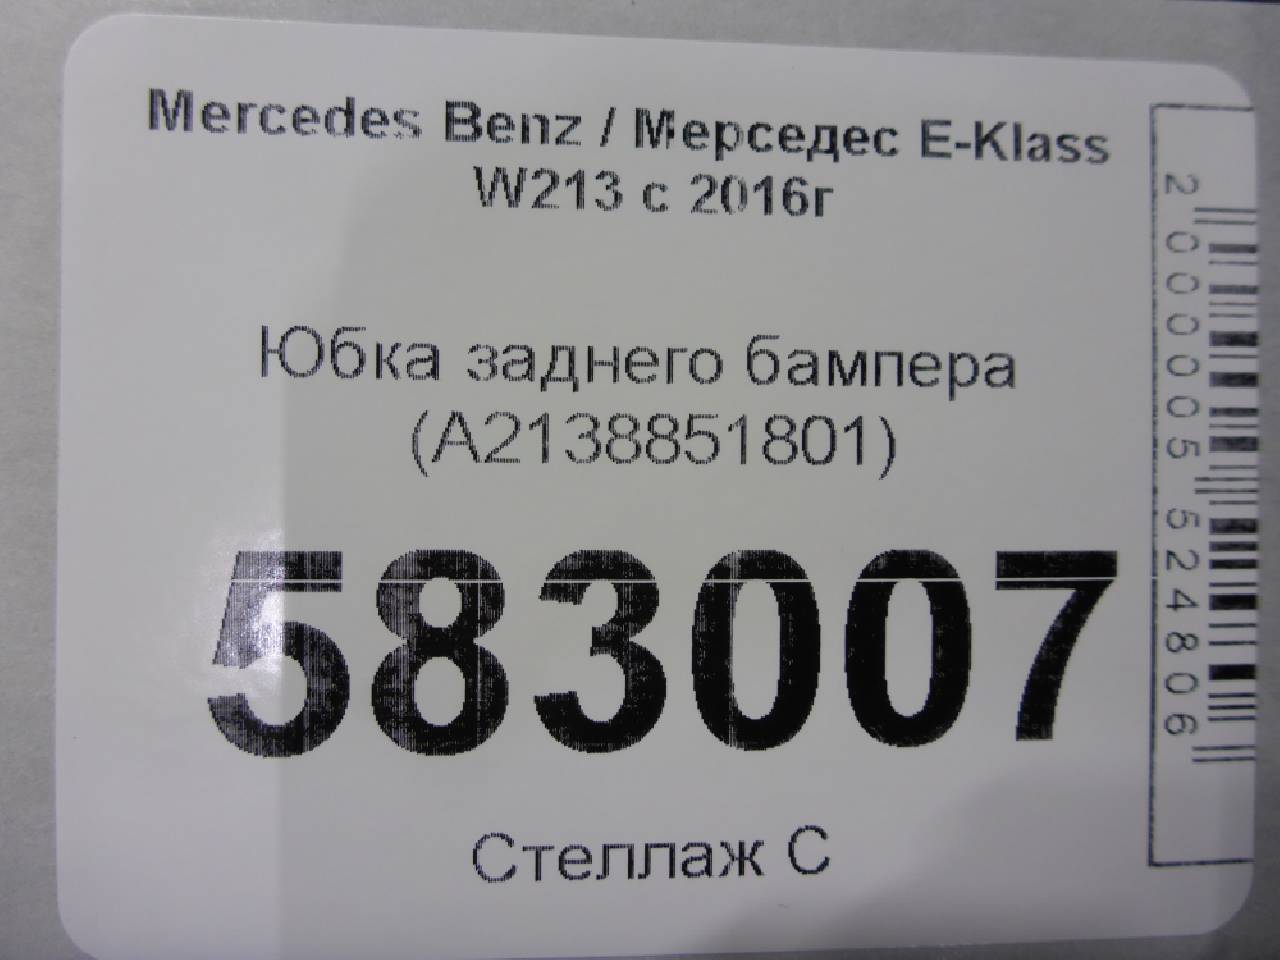 Mercedes Benz / Мерседес E-Klass
W213 с 2016г
Юбка заднего бампера
(A2138851801)
583007
Стеллаж С
2000005524806